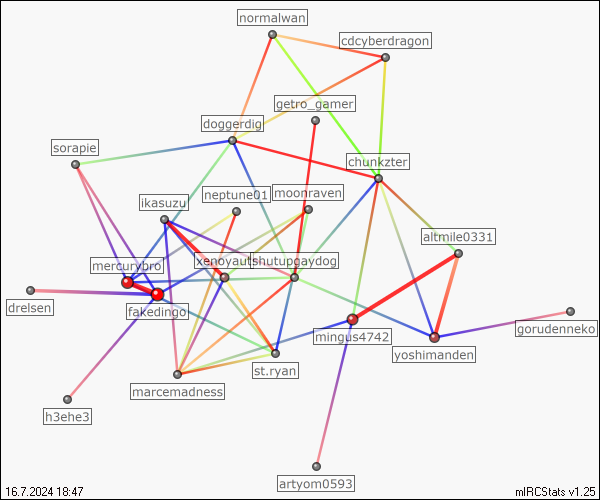 normalwan
cdcyberdragon
getro_gamer
doggerdig
sorapie
chunkzter
ikasuzu
neptune01
moonraven
altmile0331
mercurybro
shutupgaydog
drelsen
fakedingo
mingus4742
gorudenneko
yoshimanden
st.ryan
marcemadness
h3ehe3
artyom0593
16.7.2024 18:47
mIRCStats v1.25